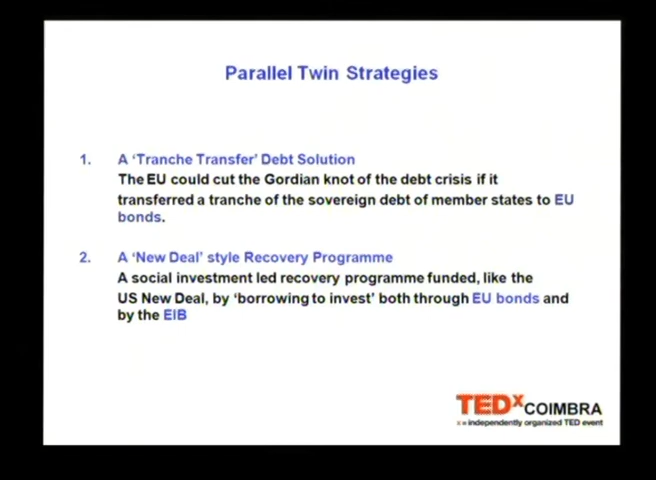 Parallel Twin Strategies
1. A ‘Tranche Transfer’ Debt Solution
The EU could cut the Gordian knot of the debt crisis if it
transferred a tranche of the sovereign debt of member states to EU
bonds.
2. A ‘New Deal’ style Recovery Programme
A social investment led recovery programme funded, like the
US New Deal, by ‘borrowing to invest’ both through EU bonds and
by the EIB
TEDx COIMBRA
x = independently organized TED event